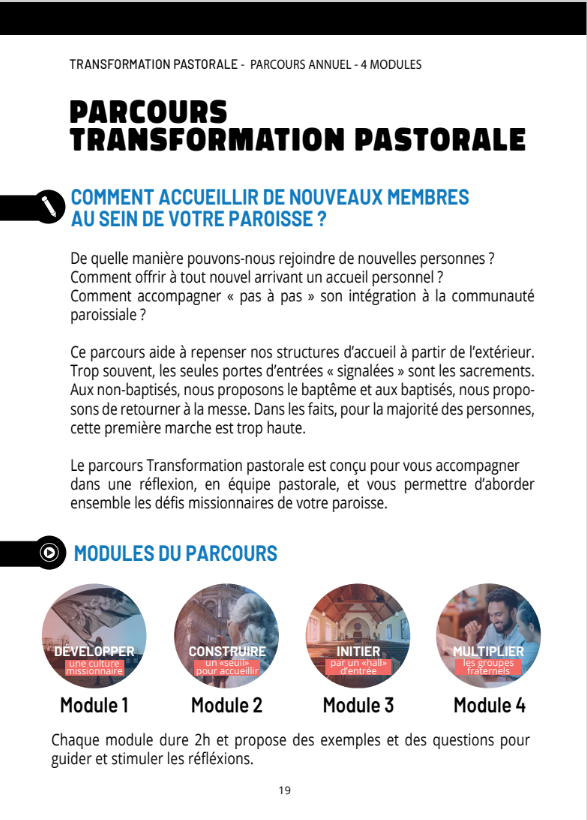 TRANSFORMATION PASTORALE - PARCOURS ANNUEL - 4 MODULES
PARCOURS
TRANSFORMATION PASTORALE
COMMENT ACCUEILLIR DE NOUVEAUX MEMBRES
AU SEIN DE VOTRE PAROISSE ?
De quelle manière pouvons-nous rejoindre de nouvelles personnes ?
Comment offrir à tout nouvel arrivant un accueil personnel ?
Comment accompagner « pas à pas » son intégration à la communauté
paroissiale ?
Ce parcours aide à repenser nos structures d'accueil à partir de l'extérieur.
Trop souvent, les seules portes d'entrées « signalées » sont les sacrements.
Aux non-baptisés, nous proposons le baptême et aux baptisés, nous propo-
sons de retourner à la messe. Dans les faits, pour la majorité des personnes,
cette première marche est trop haute.
Le parcours Transformation pastorale est conçu pour vous accompagner
dans une réflexion, en équipe pastorale, et vous permettre d'aborder
ensemble les défis missionnaires de votre paroisse.
MODULES DU PARCOURS
DÉVELOPPER
une culture
missionnaire
Module 1
CONSTRUIRE
un «seuil»
pour accueillir
Module 2
INITIER
par un «hall»
d'entrée
Module 3
MULTIPLIER
les groupes
fraternels
Module 4
Chaque module dure 2h et propose des exemples et des questions pour
guider et stimuler les réfléxions.
19